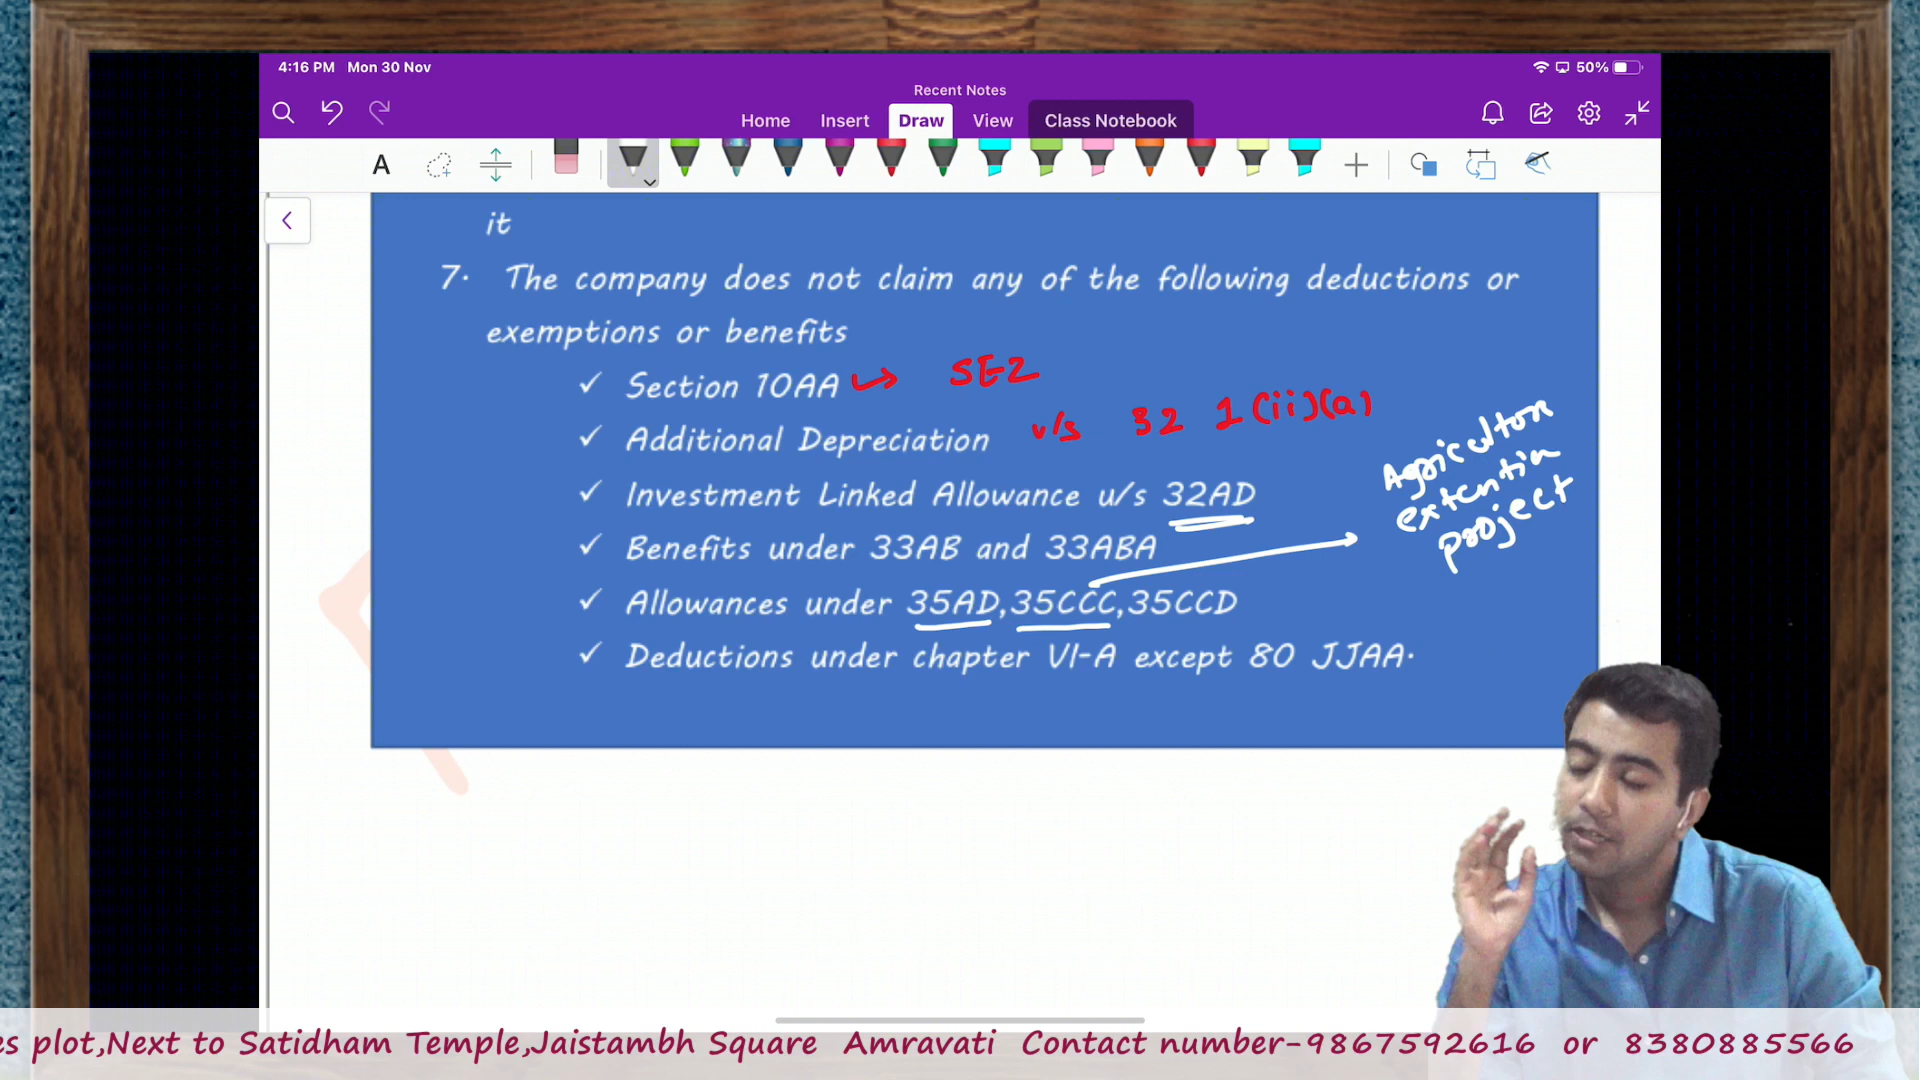 4:16 PM Mon 30 Nov
50%
Recent Notes
Home Insert Draw View Class Notebook
A
it
7. The company does not claim any of the following deductions or
exemptions or benefits
✓ Section 10AA → SEZ
✓ Additional Depreciation u/s 32 1(ii)(a)
✓ Investment Linked Allowance u/s 32AD
✓ Benefits under 33AB and 33ABA
✓ Allowances under 35AD,35CCC,35CCD
Agriculture
extention
project
✓ Deductions under chapter VI-A except 80 JJAA.
es plot,Next to Satidham Temple,Jaistambh Square Amravati Contact number-9867592616 or 8380885566